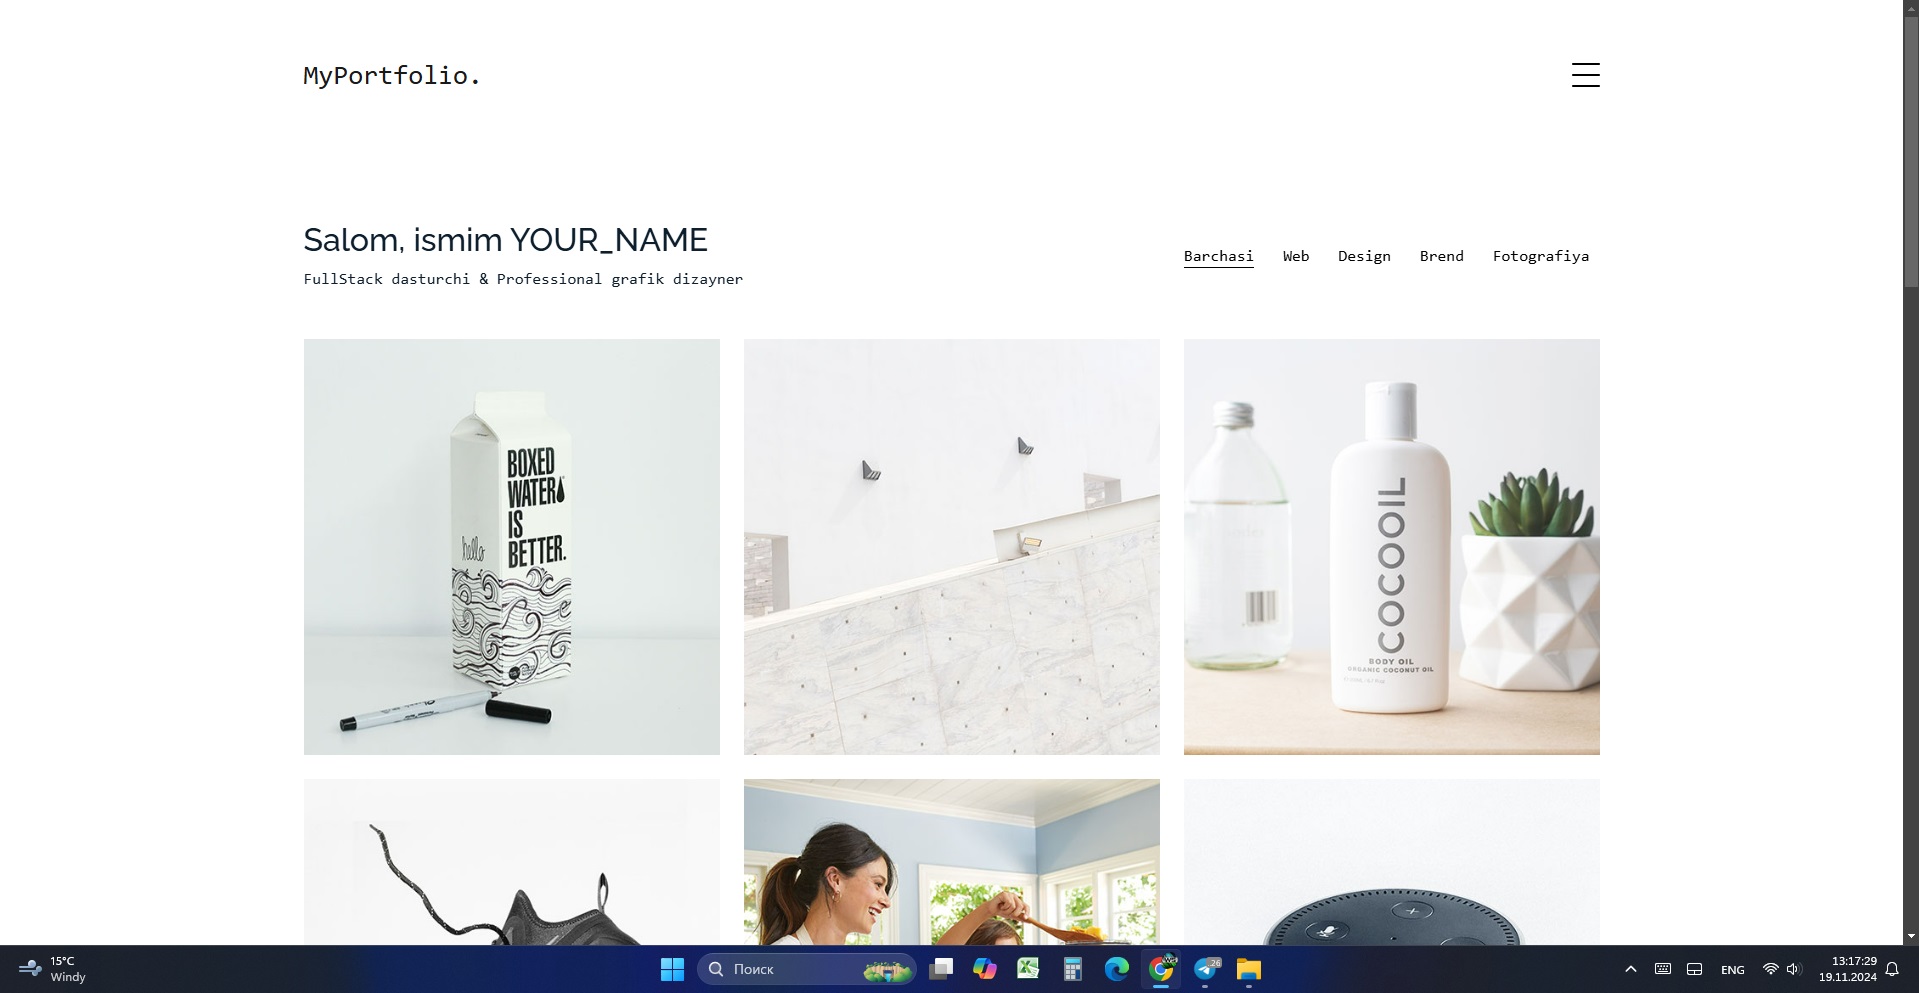 MyPortfolio.
Salom, ismim YOUR_NAME
FullStack dasturchi & Professional grafik dizayner
Barchasi Web Design Brend Fotografiya
BOXED
WATER
IS
BETTER.
hello
COCOOIL
BODY OIL
ORGANIC COCONUT OIL
15°C
Windy
Поиск
26
ENG
13:17:29
19.11.2024